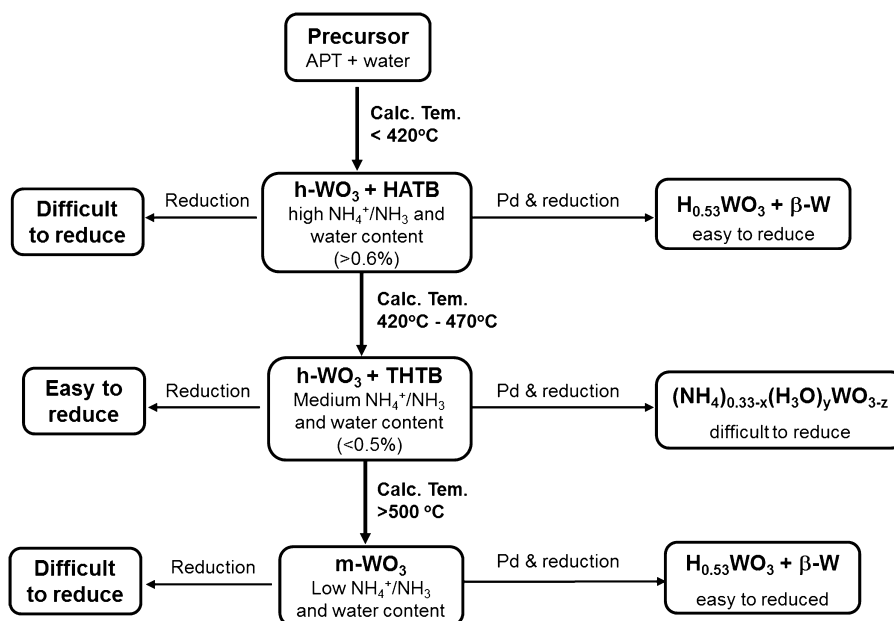 Precursor
APT + water
Calc. Tem.
< 420°C
Difficult
to reduce
Reduction
h-WO₃ + HATB
high NH₄⁺/NH₃ and
water content
(>0.6%)
Pd & reduction
H₀.₅₃WO₃ + β-W
easy to reduce
Calc. Tem.
420°C - 470°C
Easy to
reduce
Reduction
h-WO₃ + THTB
Medium NH₄⁺/NH₃
and water content
(<0.5%)
Pd & reduction
(NH₄)₀.₃₃₋ₓ(H₃O)yWO₃₋z
difficult to reduce
Calc. Tem.
>500 °C
Difficult
to reduce
Reduction
m-WO₃
Low NH₄⁺/NH₃
and water content
Pd & reduction
H₀.₅₃WO₃ + β-W
easy to reduced